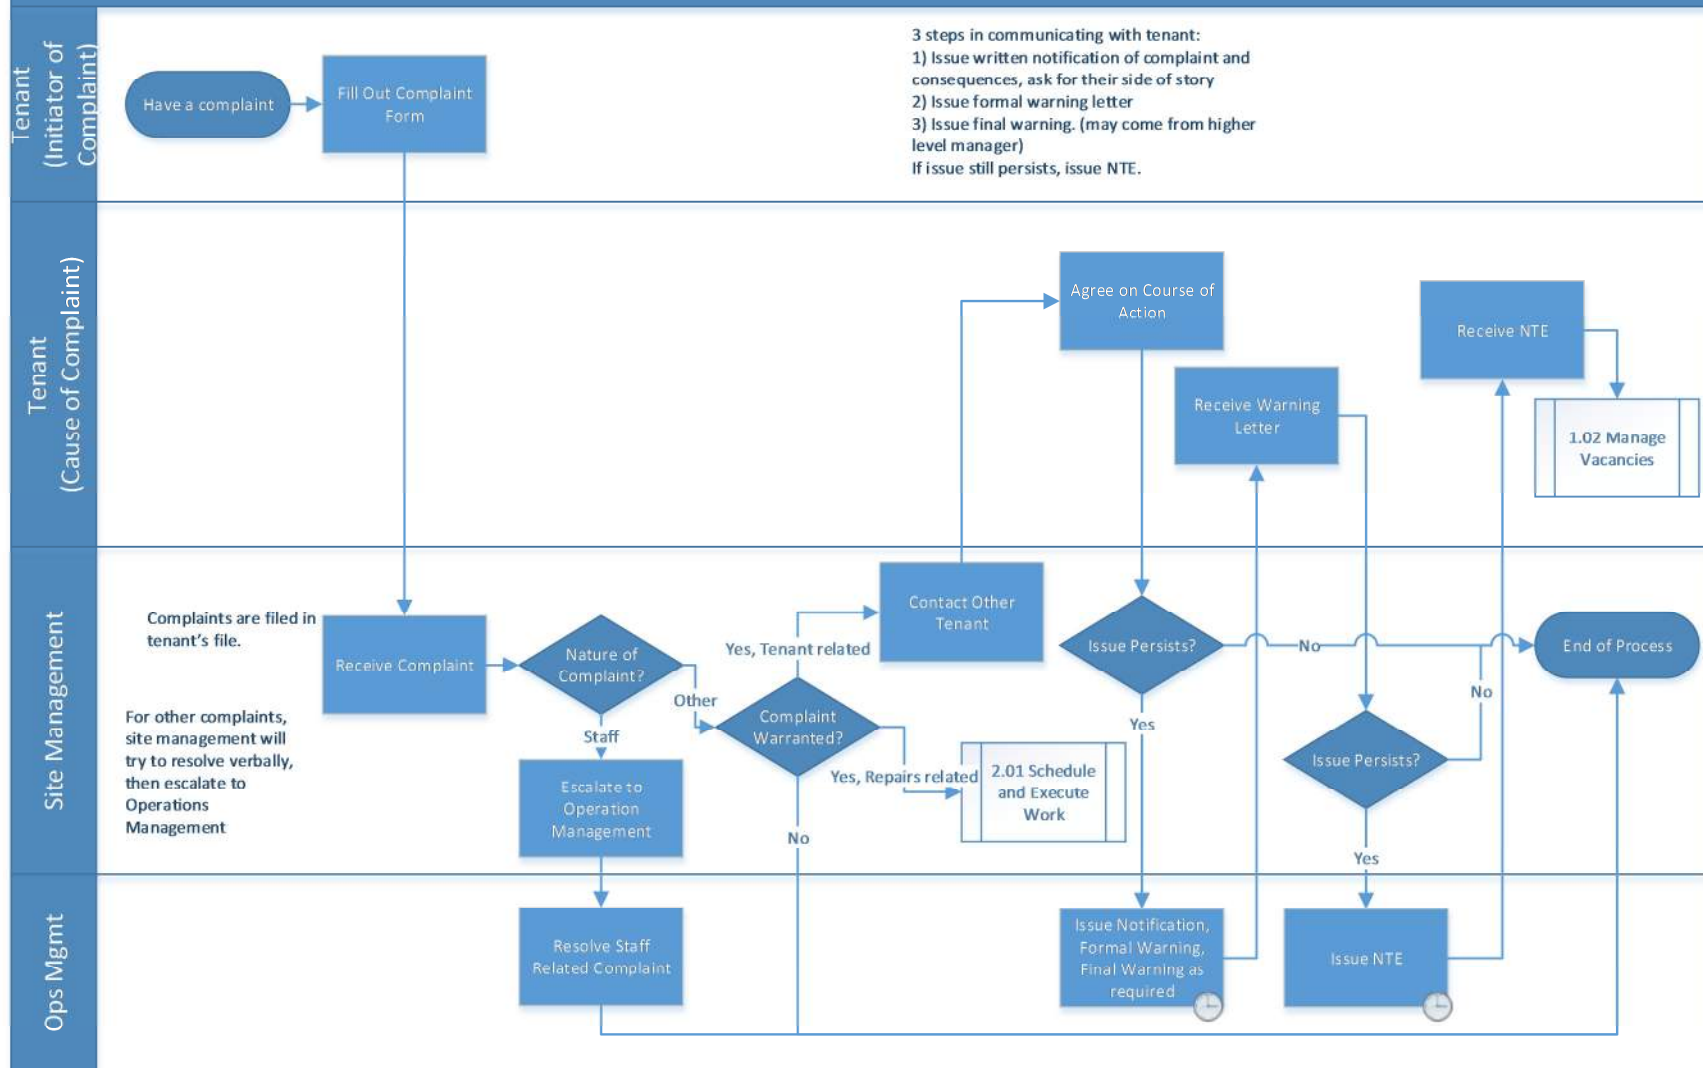 Tenant
(Initiator of
Complaint)
Have a complaint
Fill Out Complaint
Form
3 steps in communicating with tenant:
1) Issue written notification of complaint and
consequences, ask for their side of story
2) Issue formal warning letter
3) Issue final warning. (may come from higher
level manager)
If issue still persists, issue NTE.
Tenant
(Cause of Complaint)
Agree on Course of
Action
Receive Warning
Letter
Receive NTE
1.02 Manage
Vacancies
Site Management
Complaints are filed in
tenant's file.
For other complaints,
site management will
try to resolve verbally,
then escalate to
Operations
Management
Receive Complaint
Nature of
Complaint?
Other
Staff
Escalate to
Operation
Management
Yes, Tenant related
Complaint
Warranted?
Yes, Repairs related
No
Contact Other
Tenant
2.01 Schedule
and Execute
Work
Issue Persists?
No
Yes
Issue Persists?
No
Yes
End of Process
Ops Mgmt
Resolve Staff
Related Complaint
Issue Notification,
Formal Warning,
Final Warning as
required
Issue NTE